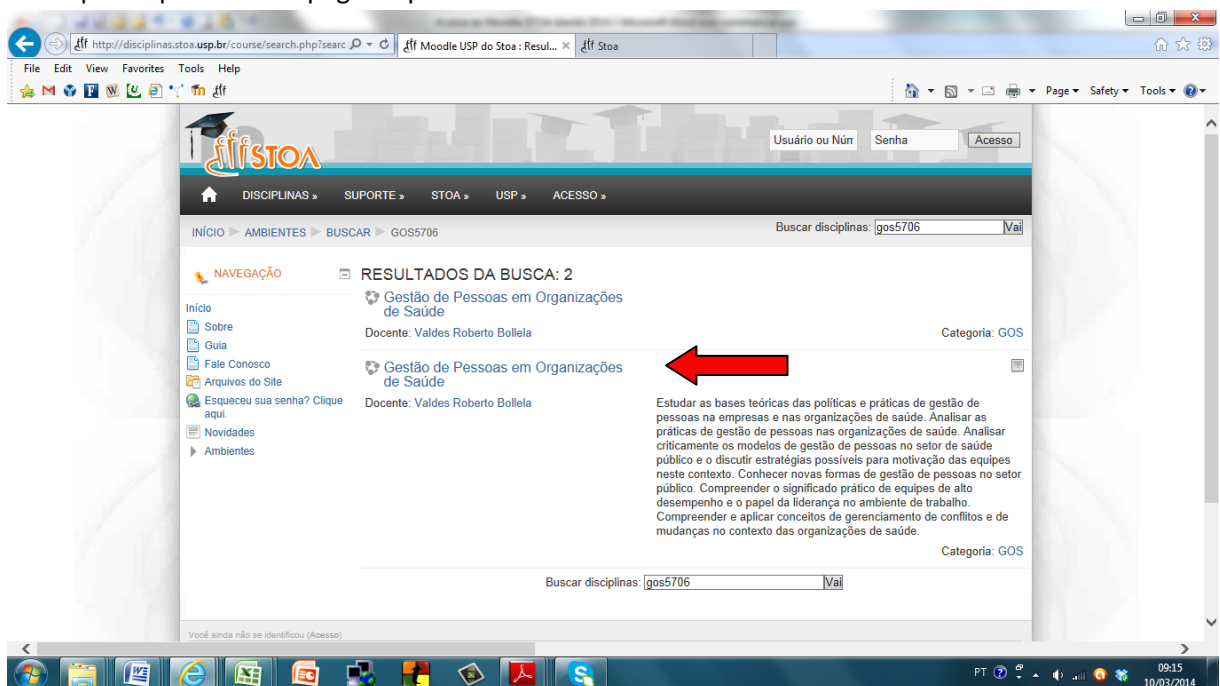 http://disciplinas.stoa.usp.br/course/search.php?searc
Moodle USP do Stoa : Resul...
Stoa
File Edit View Favorites Tools Help
Page Safety Tools
STOA
Usuário ou Núm
Senha
Acesso
DISCIPLINAS » SUPORTE » STOA » USP » ACESSO »
INÍCIO AMBIENTES BUSCAR GOS5706
Buscar disciplinas: gos5706 Vai
NAVEGAÇÃO
Início
Sobre
Guia
Fale Conosco
Arquivos do Site
Esqueceu sua senha? Clique
aqui.
Novidades
Ambientes
RESULTADOS DA BUSCA: 2
Gestão de Pessoas em Organizações
de Saúde
Docente: Valdes Roberto Bollela
Categoria: GOS
Gestão de Pessoas em Organizações
de Saúde
Docente: Valdes Roberto Bollela
Estudar as bases teóricas das políticas e práticas de gestão de
pessoas na empresas e nas organizações de saúde. Analisar as
práticas de gestão de pessoas nas organizações de saúde. Analisar
criticamente os modelos de gestão de pessoas no setor de saúde
público e o discutir estratégias possíveis para motivação das equipes
neste contexto. Conhecer novas formas de gestão de pessoas no setor
público. Compreender o significado prático de equipes de alto
desempenho e o papel da liderança no ambiente de trabalho.
Compreender e aplicar conceitos de gerenciamento de conflitos e de
mudanças no contexto das organizações de saúde.
Categoria: GOS
Buscar disciplinas: gos5706 Vai
Você ainda não se identificou (Acesso)
PT
09:15
10/03/2014